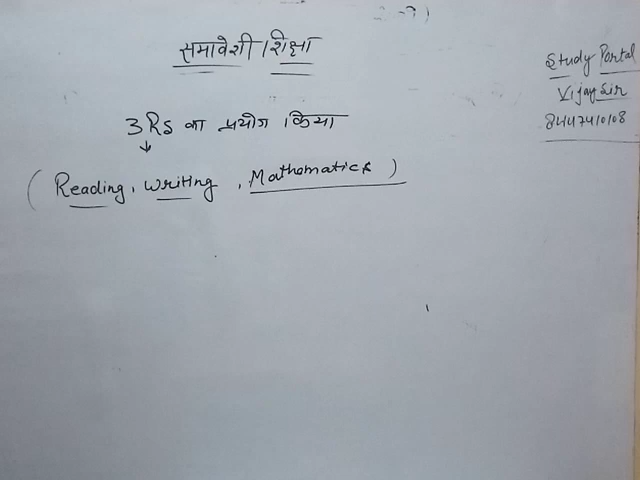 समावेशी शिक्षा
3Rs का प्रयोग किया
(Reading, writing, Mathematics)
Study Portal
Vijay Sir
8447410108